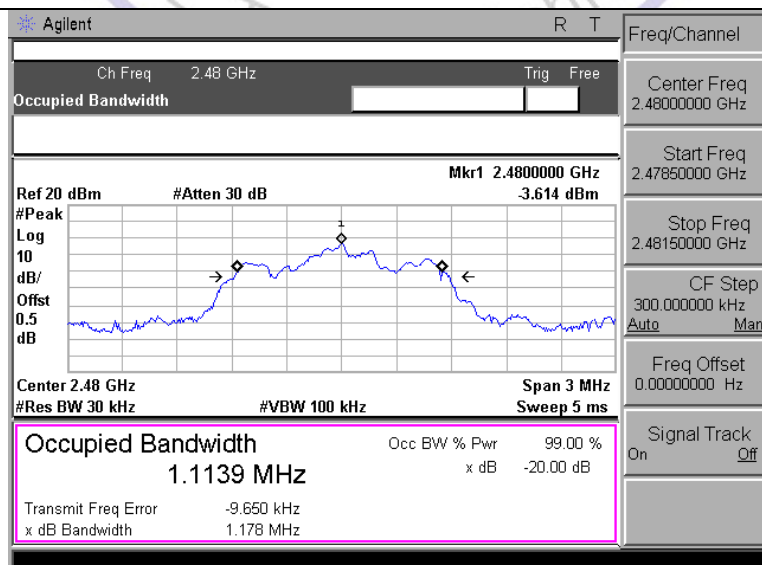 Agilent R T
Freq/Channel
Ch Freq 2.48 GHz Trig Free
Occupied Bandwidth
Center Freq
2.48000000 GHz
Start Freq
2.47850000 GHz
Stop Freq
2.48150000 GHz
CF Step
300.000000 kHz
Auto Man
Freq Offset
0.00000000 Hz
Signal Track
On Off
Mkr1 2.4800000 GHz
Ref 20 dBm #Atten 30 dB -3.614 dBm
#Peak
Log
10
dB/
Offst
0.5
dB
1
Center 2.48 GHz Span 3 MHz
#Res BW 30 kHz #VBW 100 kHz Sweep 5 ms
Occupied Bandwidth Occ BW % Pwr 99.00 %
1.1139 MHz x dB -20.00 dB
Transmit Freq Error -9.650 kHz
x dB Bandwidth 1.178 MHz